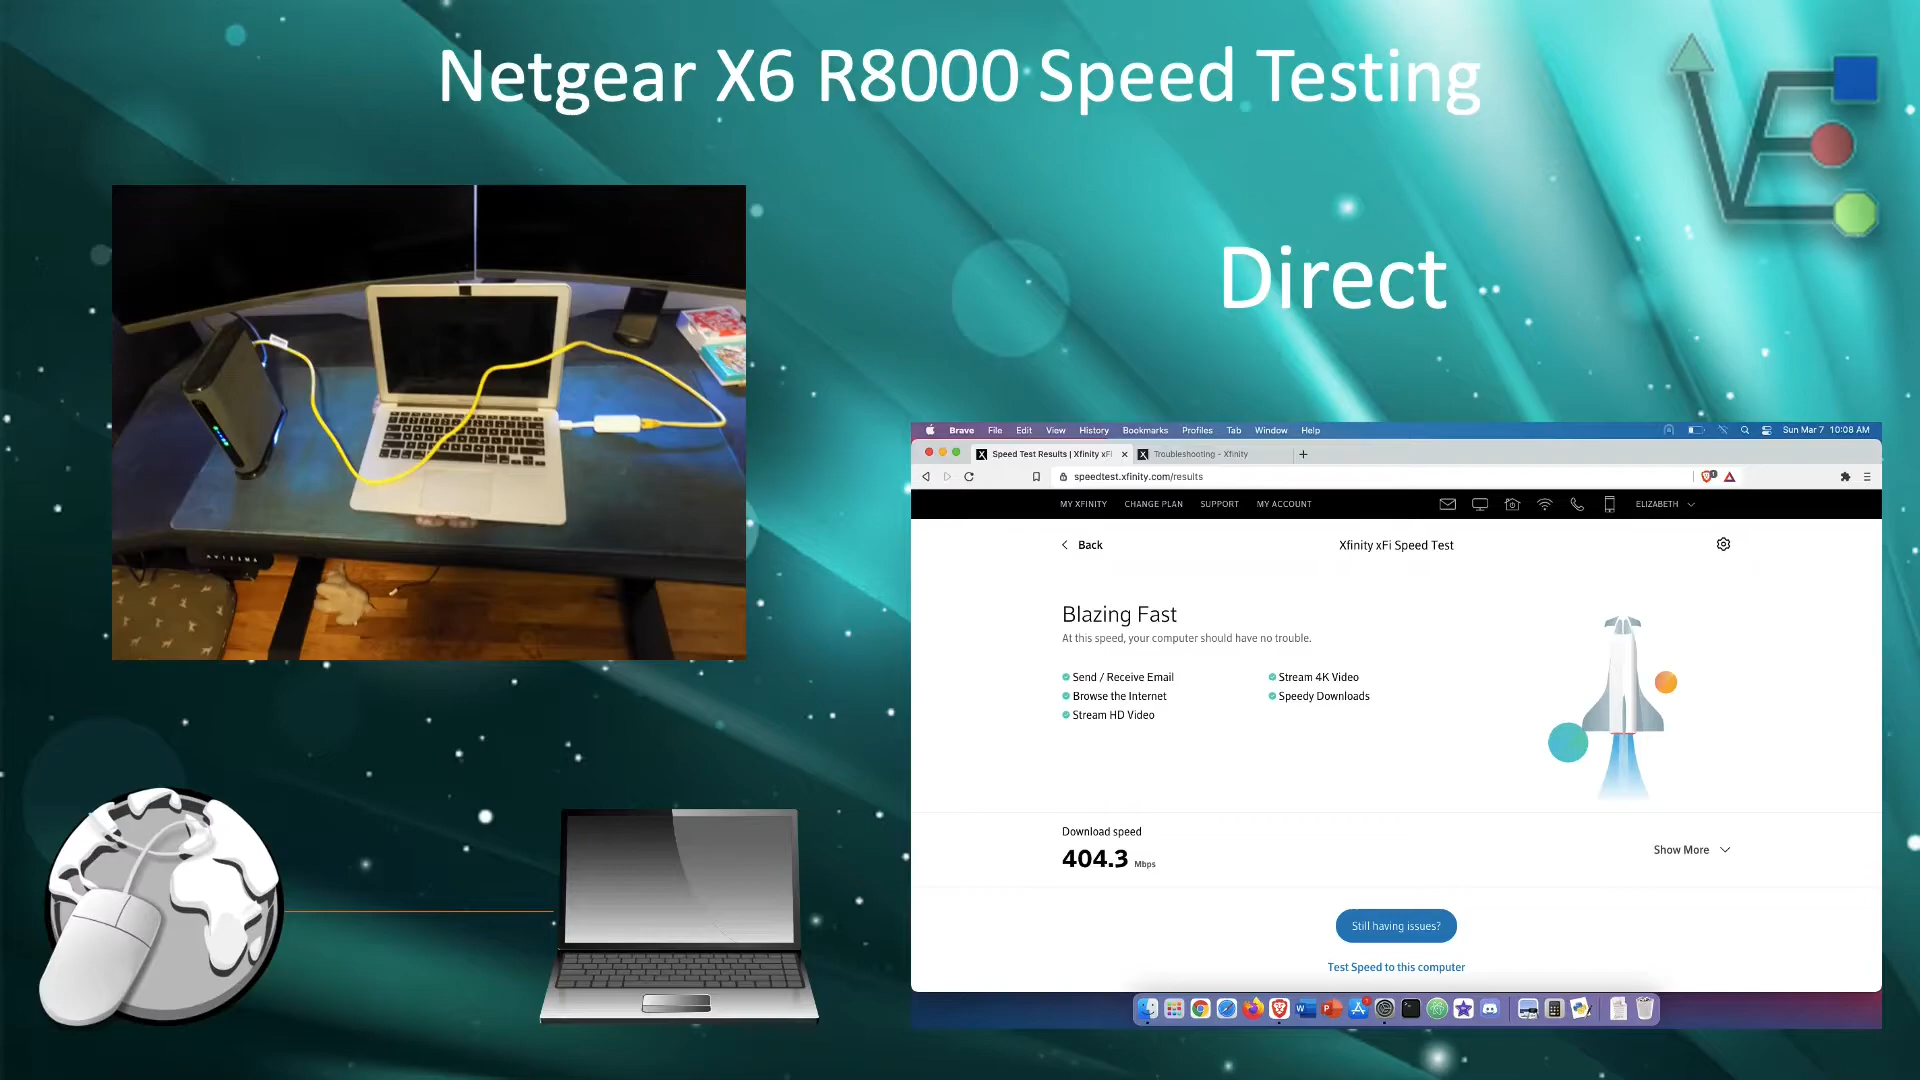 Netgear X6 R8000 Speed Testing
Direct
Brave File Edit View History Bookmarks Profiles Tab Window Help Sun Mar 7 10:08 AM
Speed Test Results | Xfinity xFi
Troubleshooting - Xfinity
speedtest.xfinity.com/results
MY XFINITY CHANGE PLAN SUPPORT MY ACCOUNT ELIZABETH
Back
Xfinity xFi Speed Test
Blazing Fast
At this speed, your computer should have no trouble.
Send / Receive Email
Stream 4K Video
Browse the Internet
Speedy Downloads
Stream HD Video
Download speed
404.3 Mbps
Show More
Still having issues?
Test Speed to this computer